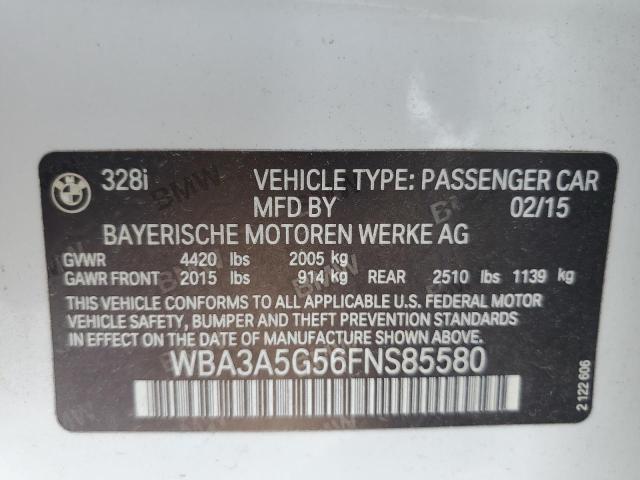 328i VEHICLE TYPE: PASSENGER CAR
MFD BY 02/15
BAYERISCHE MOTOREN WERKE AG
GVWR 4420 lbs 2005 kg
GAWR FRONT 2015 lbs 914 kg REAR 2510 lbs 1139 kg
THIS VEHICLE CONFORMS TO ALL APPLICABLE U.S. FEDERAL MOTOR
VEHICLE SAFETY, BUMPER AND THEFT PREVENTION STANDARDS IN
EFFECT ON THE DATE OF MANUFACTURE SHOWN ABOVE.
WBA3A5G56FNS85580
2 122 606